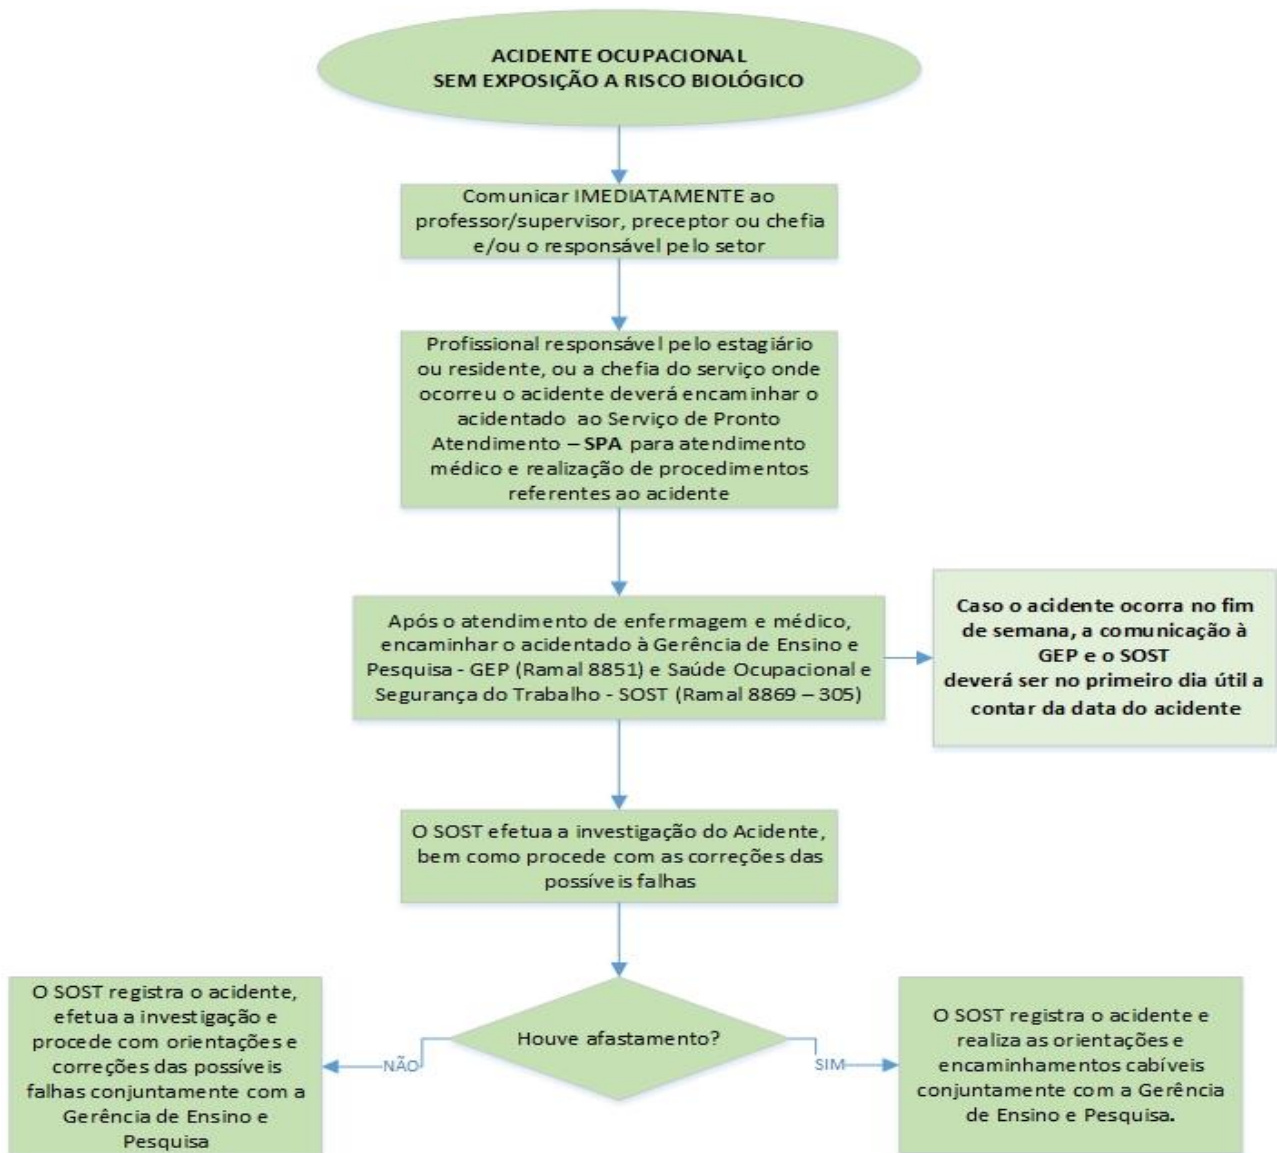 ACIDENTE OCUPACIONAL
SEM EXPOSIÇÃO A RISCO BIOLÓGICO
Comunicar IMEDIATAMENTE ao
professor/supervisor, preceptor ou chefia
e/ou o responsável pelo setor
Profissional responsável pelo estagiário
ou residente, ou a chefia do serviço onde
ocorreu o acidente deverá encaminhar o
acidentado ao Serviço de Pronto
Atendimento – SPA para atendimento
médico e realização de procedimentos
referentes ao acidente
Após o atendimento de enfermagem e médico,
encaminhar o acidentado à Gerência de Ensino e
Pesquisa - GEP (Ramal 8851) e Saúde Ocupacional e
Segurança do Trabalho - SOST (Ramal 8869 – 305)
Caso o acidente ocorra no fim
de semana, a comunicação à
GEP e o SOST
deverá ser no primeiro dia útil a
contar da data do acidente
O SOST efetua a investigação do Acidente,
bem como procede com as correções das
possíveis falhas
Houve afastamento?
NÃO
O SOST registra o acidente,
efetua a investigação e
procede com orientações e
correções das possíveis
falhas conjuntamente com a
Gerência de Ensino e
Pesquisa
SIM
O SOST registra o acidente e
realiza as orientações e
encaminhamentos cabíveis
conjuntamente com a Gerência
de Ensino e Pesquisa.